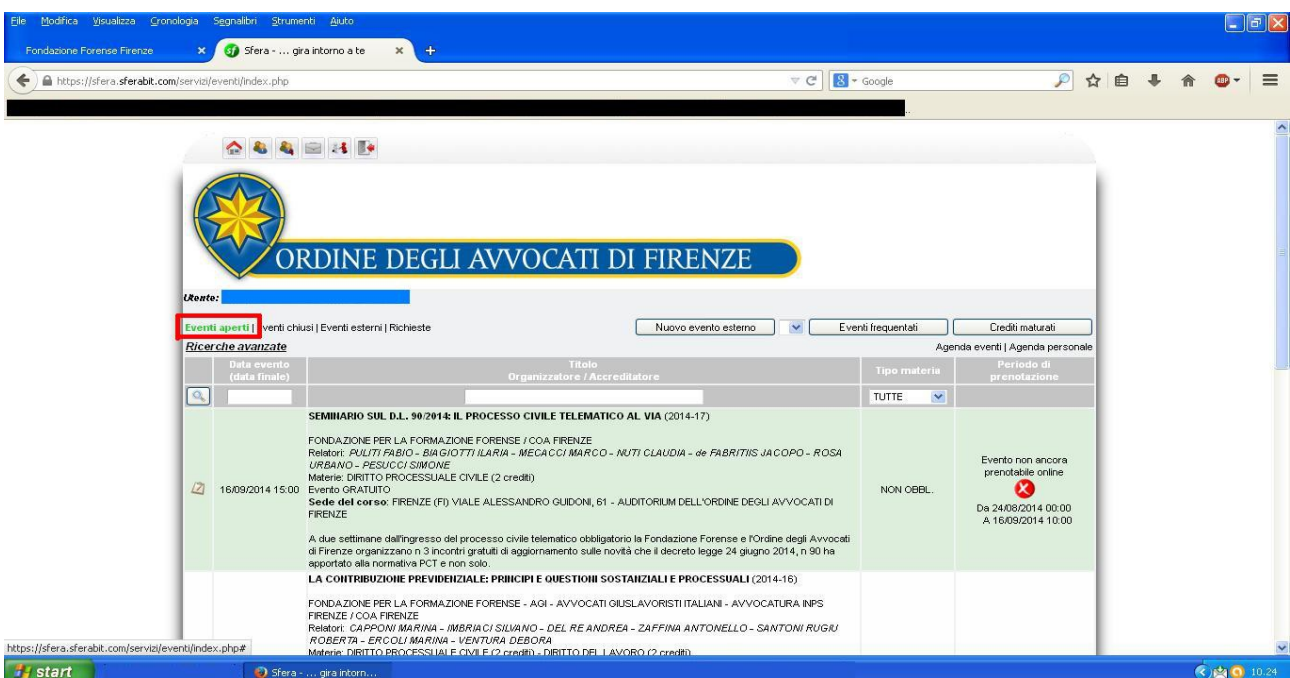 File Modifica Visualizza Cronologia Segnalibri Strumenti Aiuto
Fondazione Forense Firenze × Sfera - ... gira intorno a te × +
https://sfera.sferabit.com/servizi/eventi/index.php Google
ORDINE DEGLI AVVOCATI DI FIRENZE
Utente:
Eventi aperti | Eventi chiusi | Eventi esterni | Richieste Nuovo evento esterno Eventi frequentati Crediti maturati
Ricerche avanzate Agenda eventi | Agenda personale
Data evento (data finale)
Titolo
Organizzatore / Accreditatore
Tipo materia
Periodo di prenotazione
TUTTE
SEMINARIO SUL D.L. 90/2014: IL PROCESSO CIVILE TELEMATICO AL VIA (2014-17)
FONDAZIONE PER LA FORMAZIONE FORENSE / COA FIRENZE
Relatori: PULITI FABIO - BIAGIOTTI ILARIA - MECACCI MARCO - NUTI CLAUDIA - de FABRITIIS JACOPO - ROSA
URBANO - PESUCCI SIMONE
Materie: DIRITTO PROCESSUALE CIVILE (2 crediti)
16/09/2014 15:00 Evento GRATUITO
Sede del corso: FIRENZE (FI) VIALE ALESSANDRO GUIDONI, 61 - AUDITORIUM DELL'ORDINE DEGLI AVVOCATI DI
FIRENZE
A due settimane dall'ingresso del processo civile telematico obbligatorio la Fondazione Forense e l'Ordine degli Avvocati
di Firenze organizzano n 3 incontri gratuiti di aggiornamento sulle novità che il decreto legge 24 giugno 2014, n 90 ha
apportato alla normativa PCT e non solo.
NON OBBL.
Evento non ancora
prenotabile online
Da 24/08/2014 00:00
A 16/09/2014 10:00
LA CONTRIBUZIONE PREVIDENZIALE: PRINCIPI E QUESTIONI SOSTANZIALI E PROCESSUALI (2014-16)
FONDAZIONE PER LA FORMAZIONE FORENSE - AGI - AVVOCATI GIUSLAVORISTI ITALIANI - AVVOCATURA INPS
FIRENZE / COA FIRENZE
Relatori: CAPPONI MARINA - IMBRIACI SILVANO - DEL RE ANDREA - ZAFFINA ANTONELLO - SANTONI RUGIU
ROBERTA - ERCOLI MARINA - VENTURA DEBORA
Materie: DIRITTO PROCESSUALE CIVILE (2 crediti) - DIRITTO DEL LAVORO (2 crediti)
https://sfera.sferabit.com/servizi/eventi/index.php#
start Sfera - ... gira intorn... 10.24